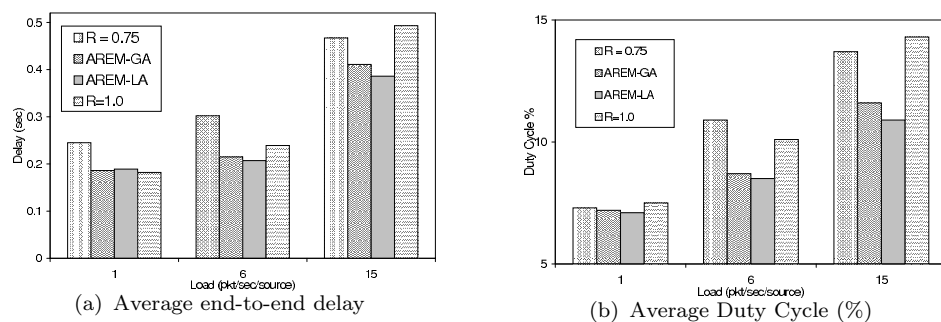 0.5
0.4
0.3
0.2
0.1
0
Delay (sec)
R = 0.75
AREM-GA
AREM-LA
R=1.0
1
6
15
Load (pkt/sec/source)
(a) Average end-to-end delay
15%
10%
5%
Duty Cycle %
R = 0.75
AREM-GA
AREM-LA
R=1.0
1
6
15
Load (pkt/sec/source)
(b) Average Duty Cycle (%)